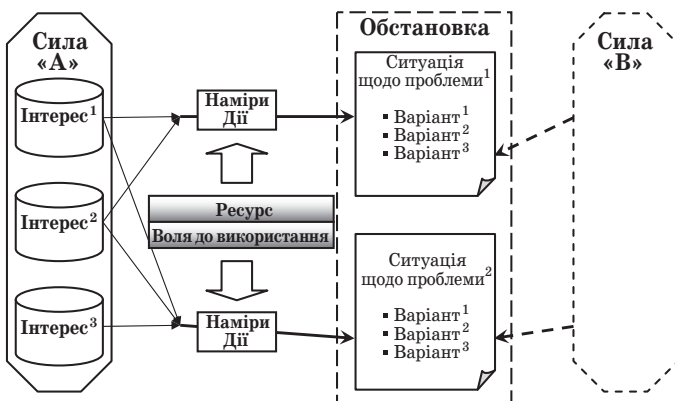 Сила
«А»
Інтерес¹
Інтерес²
Інтерес³
Наміри
Дії
Ресурс
Воля до використання
Наміри
Дії
Обстановка
Ситуація
щодо проблеми¹
▪ Варіант¹
▪ Варіант²
▪ Варіант³
Ситуація
щодо проблеми²
▪ Варіант¹
▪ Варіант²
▪ Варіант³
Сила
«В»